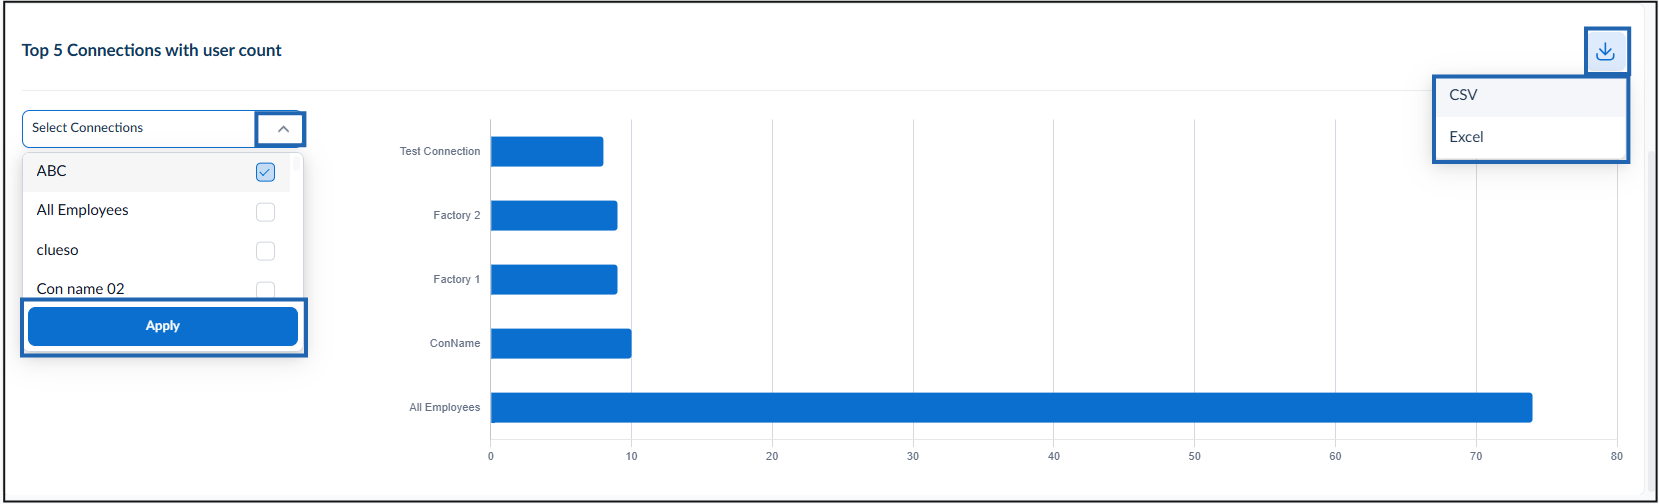 Top 5 Connections with user count
CSV
Excel
Select Connections
ABC
All Employees
clueso
Con name 02
Apply
Test Connection
Factory 2
Factory 1
ConName
All Employees
0 10 20 30 40 50 60 70 80